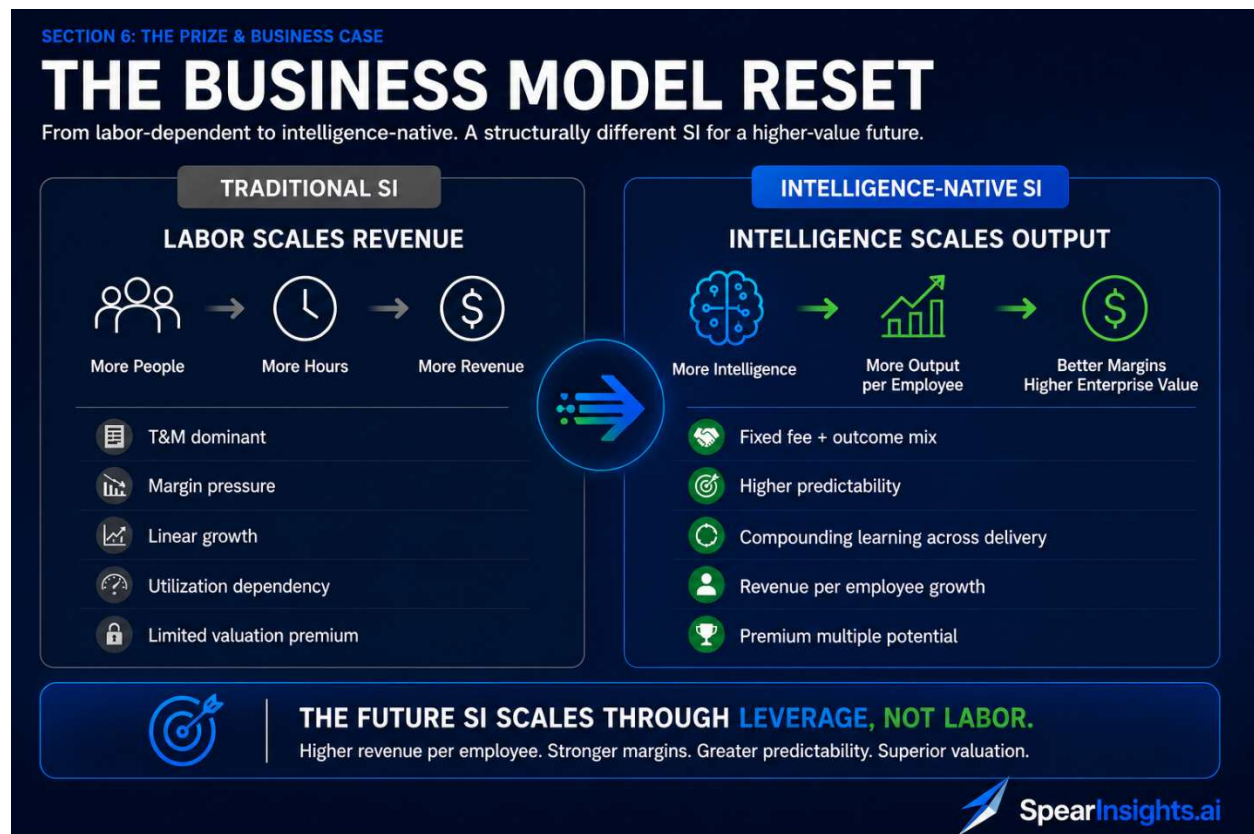 SECTION 6: THE PRIZE & BUSINESS CASE
THE BUSINESS MODEL RESET
From labor-dependent to intelligence-native. A structurally different SI for a higher-value future.
TRADITIONAL SI
LABOR SCALES REVENUE
$
More People
More Hours
More Revenue
T&M dominant
Margin pressure
Linear growth
Utilization dependency
Limited valuation premium
INTELLIGENCE-NATIVE SI
INTELLIGENCE SCALES OUTPUT
$
More Intelligence
More Output
per Employee
Better Margins
Higher Enterprise Value
Fixed fee + outcome mix
Higher predictability
Compounding learning across delivery
Revenue per employee growth
Premium multiple potential
THE FUTURE SI SCALES THROUGH LEVERAGE, NOT LABOR.
Higher revenue per employee. Stronger margins. Greater predictability. Superior valuation.
SpearInsights.ai